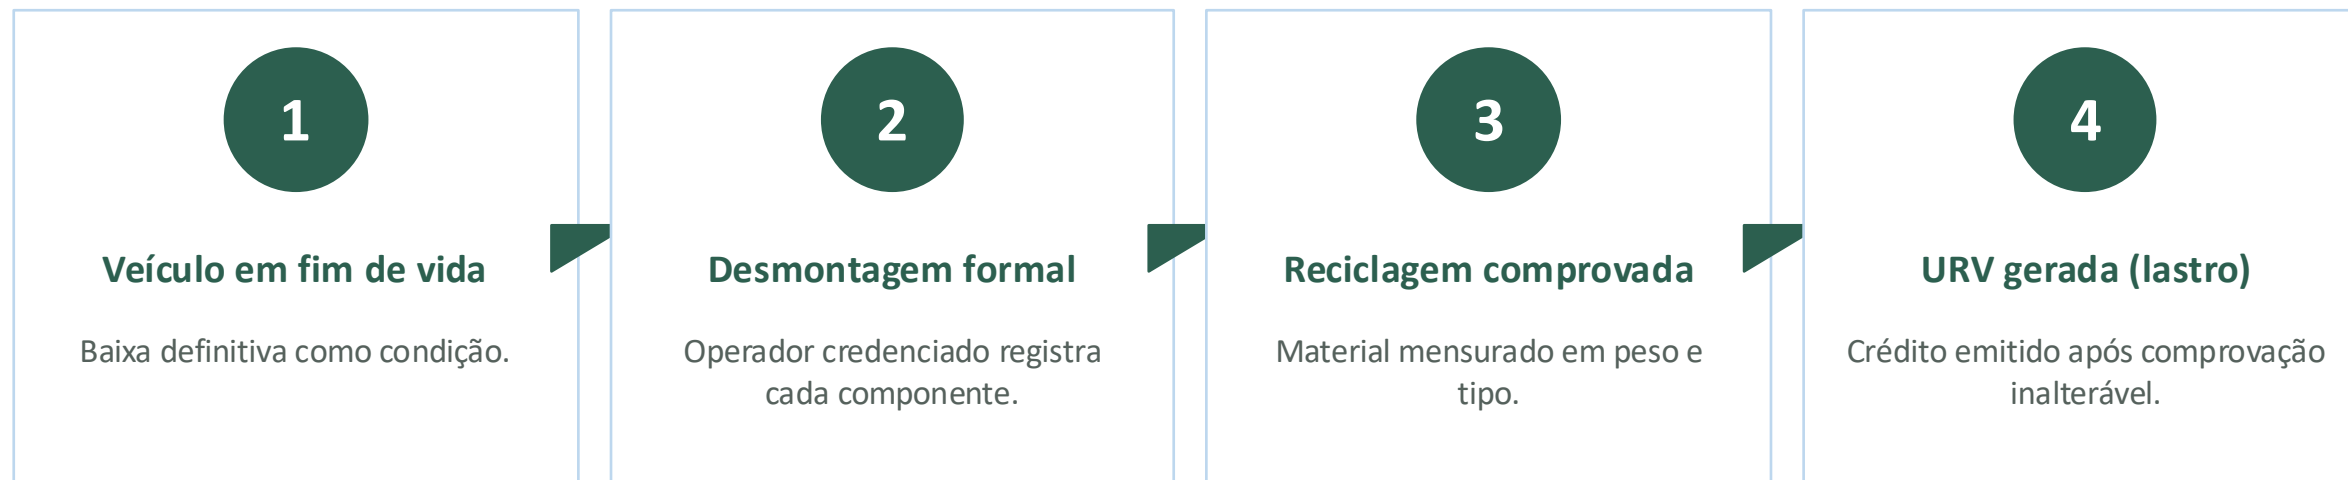 1
Veículo em fim de vida
Baixa definitiva como condição.
2
Desmontagem formal
Operador credenciado registra
cada componente.
3
Reciclagem comprovada
Material mensurado em peso e
tipo.
4
URV gerada (lastro)
Crédito emitido após comprovação
inalterável.